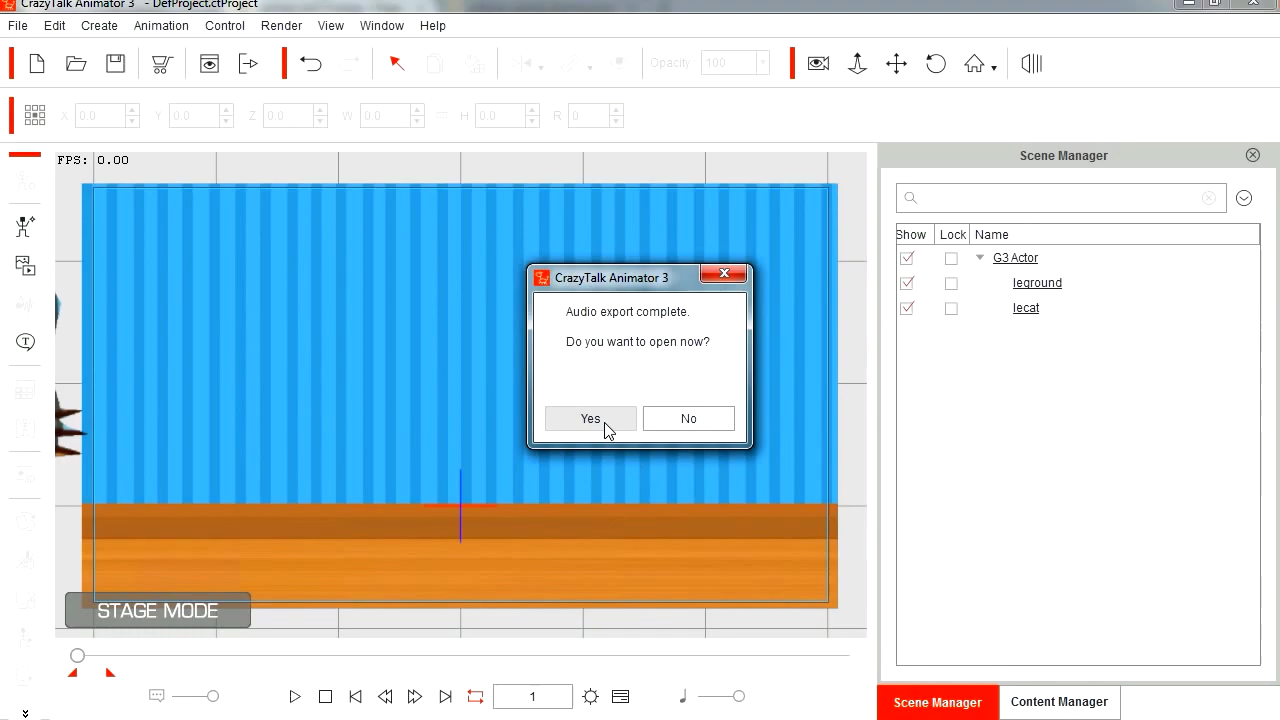 CrazyTalk Animator 3 - DefProject.ctProject
File Edit Create Animation Control Render View Window Help
Opacity 100
X 0.0 Y 0.0 Z 0.0 W 0.0 H 0.0 R 0
FPS: 0.00
Scene Manager
Show Lock Name
G3 Actor
leground
lecat
CrazyTalk Animator 3
Audio export complete.
Do you want to open now?
Yes No
STAGE MODE
1
Scene Manager Content Manager